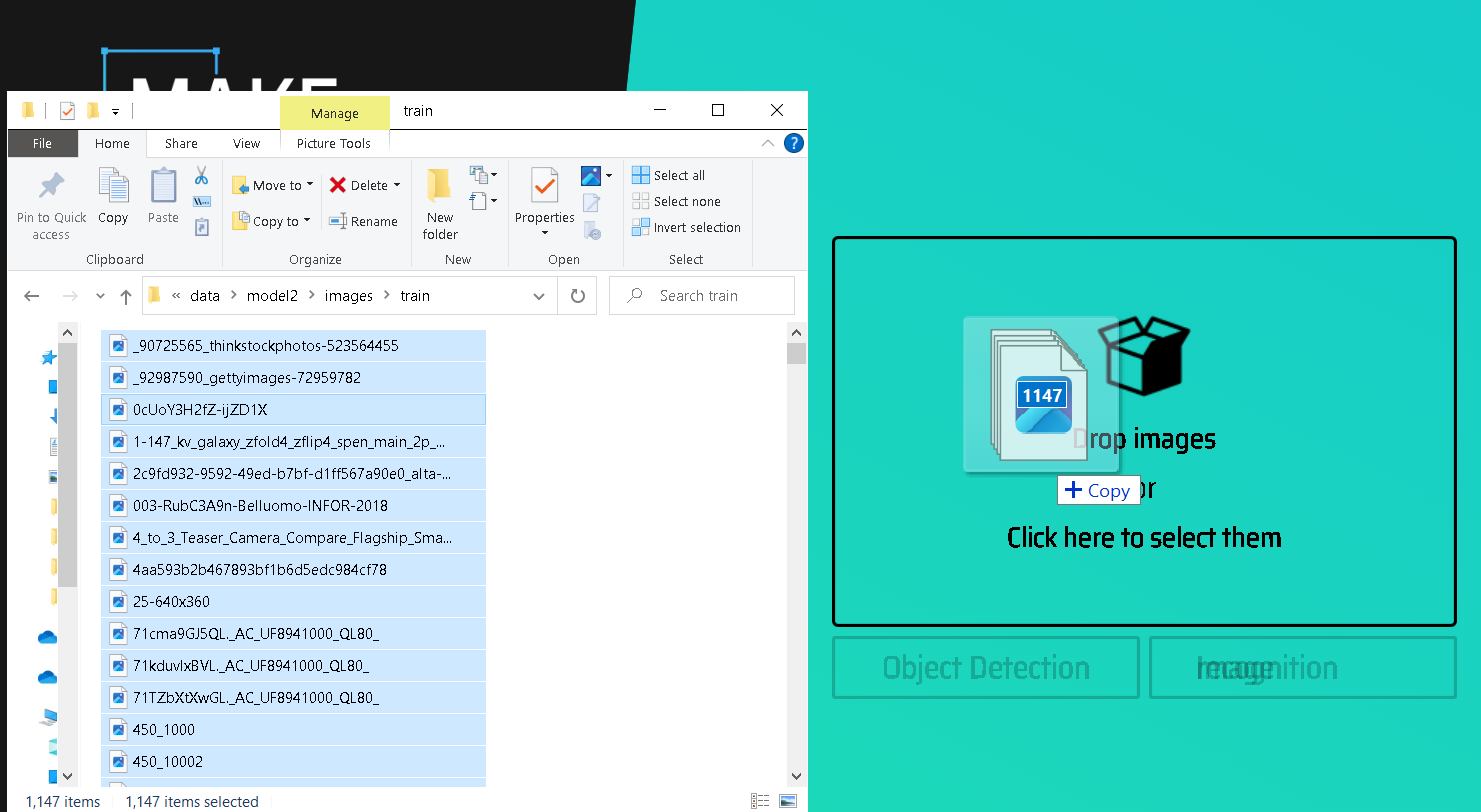 MAKE
Manage
train
File
Home
Share
View
Picture Tools
Pin to Quick access
Copy
Paste
Move to
Copy to
Delete
Rename
New folder
Properties
Select all
Select none
Invert selection
Clipboard
Organize
New
Open
Select
« data > model2 > images > train
Search train
_90725565_thinkstockphotos-523564455
_92987590_gettyimages-72959782
0cUoY3H2fZ-ijZD1X
1-147_kv_galaxy_zfold4_zflip4_spen_main_2p_...
2c9fd932-9592-49ed-b7bf-d1ff567a90e0_alta-...
003-RubC3A9n-Belluomo-INFOR-2018
4_to_3_Teaser_Camera_Compare_Flagship_Sma...
4aa593b2b467893bf1b6d5edc984cf78
25-640x360
71cma9GJ5QL._AC_UF8941000_QL80_
71kduvIxBVL._AC_UF8941000_QL80_
71TZbXtXwGL._AC_UF8941000_QL80_
450_1000
450_10002
1,147 items
1,147 items selected
1147
Drop images
+ Copy
or
Click here to select them
Object Detection